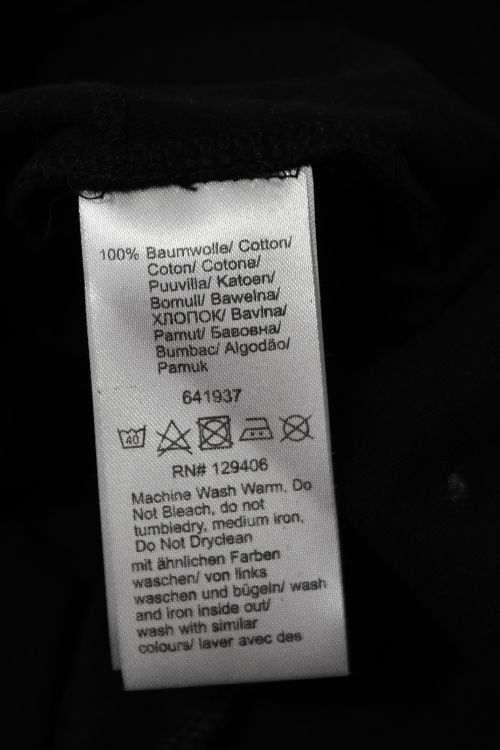 100% Baumwolle/ Cotton/
Coton/ Cotone/
Puuvilla/ Katoen/
Bomull/ Bawełna/
ХЛОПОК/ Bavlna/
Pamut/ Бавовна/
Bumbac/ Algodão/
Pamuk
641937
40
RN# 129406
Machine Wash Warm, Do
Not Bleach, do not
tumbledry, medium iron,
Do Not Dryclean
mit ähnlichen Farben
waschen/ von links
waschen und bügeln/ wash
and iron inside out/
wash with similar
colours/ laver avec des